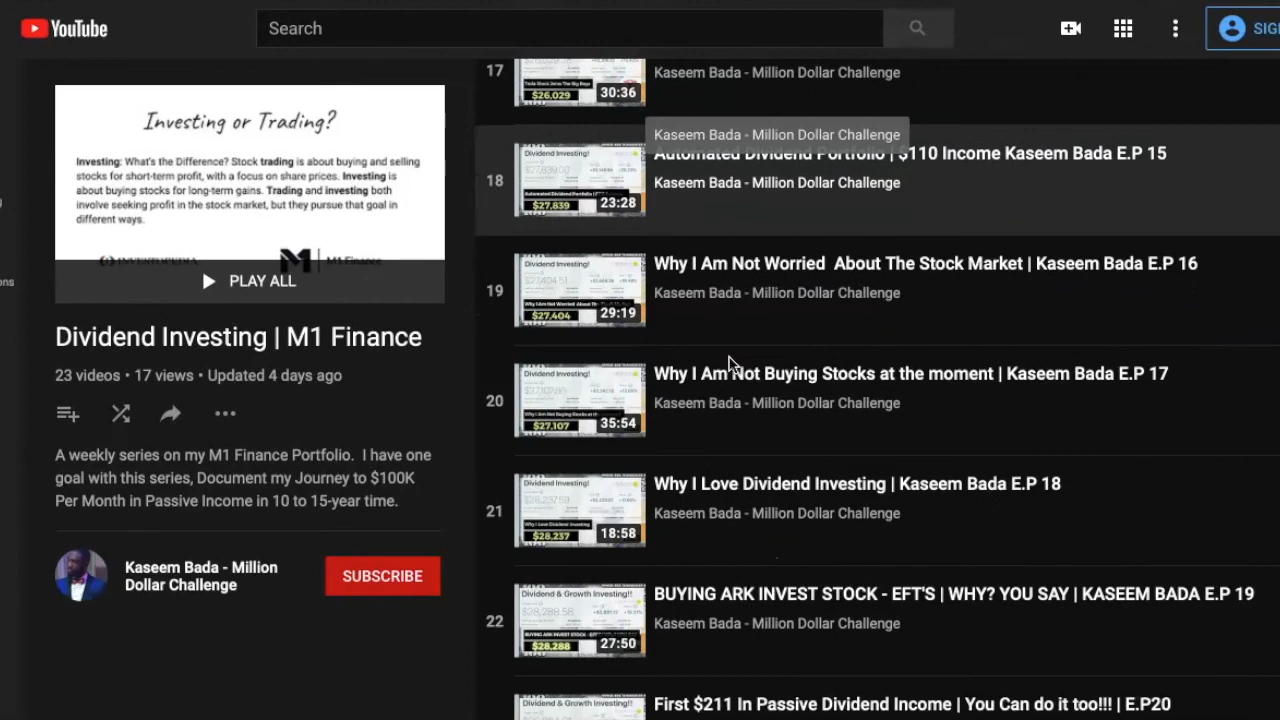 YouTube
Search
SIG
ons
Investing or Trading?
Investing: What's the Difference? Stock trading is about buying and selling
stocks for short-term profit, with a focus on share prices. Investing is
about buying stocks for long-term gains. Trading and investing both
involve seeking profit in the stock market, but they pursue that goal in
different ways.
INVESTOPEDIA
M1 Finance
PLAY ALL
Dividend Investing | M1 Finance
23 videos • 17 views • Updated 4 days ago
A weekly series on my M1 Finance Portfolio. I have one
goal with this series, Document my Journey to $100K
Per Month in Passive Income in 10 to 15-year time.
Kaseem Bada - Million
Dollar Challenge
SUBSCRIBE
17
$26,029
30:36
Kaseem Bada - Million Dollar Challenge
Kaseem Bada - Million Dollar Challenge
18
Dividend Investing!
$27,839
23:28
Automated Dividend Portfolio | $110 Income Kaseem Bada E.P 15
Kaseem Bada - Million Dollar Challenge
19
Dividend Investing!
$27,404
29:19
Why I Am Not Worried About The Stock Market | Kaseem Bada E.P 16
Kaseem Bada - Million Dollar Challenge
20
Dividend Investing!
$27,107
35:54
Why I Am Not Buying Stocks at the moment | Kaseem Bada E.P 17
Kaseem Bada - Million Dollar Challenge
21
Dividend Investing!
Why I Love Dividend Investing
$28,237
18:58
Why I Love Dividend Investing | Kaseem Bada E.P 18
Kaseem Bada - Million Dollar Challenge
22
Dividend & Growth Investing!!
$28,288
27:50
BUYING ARK INVEST STOCK - EFT'S | WHY? YOU SAY | KASEEM BADA E.P 19
Kaseem Bada - Million Dollar Challenge
Dividend & Growth Investing!!
First $211 In Passive Dividend Income | You Can do it too!!! | E.P20